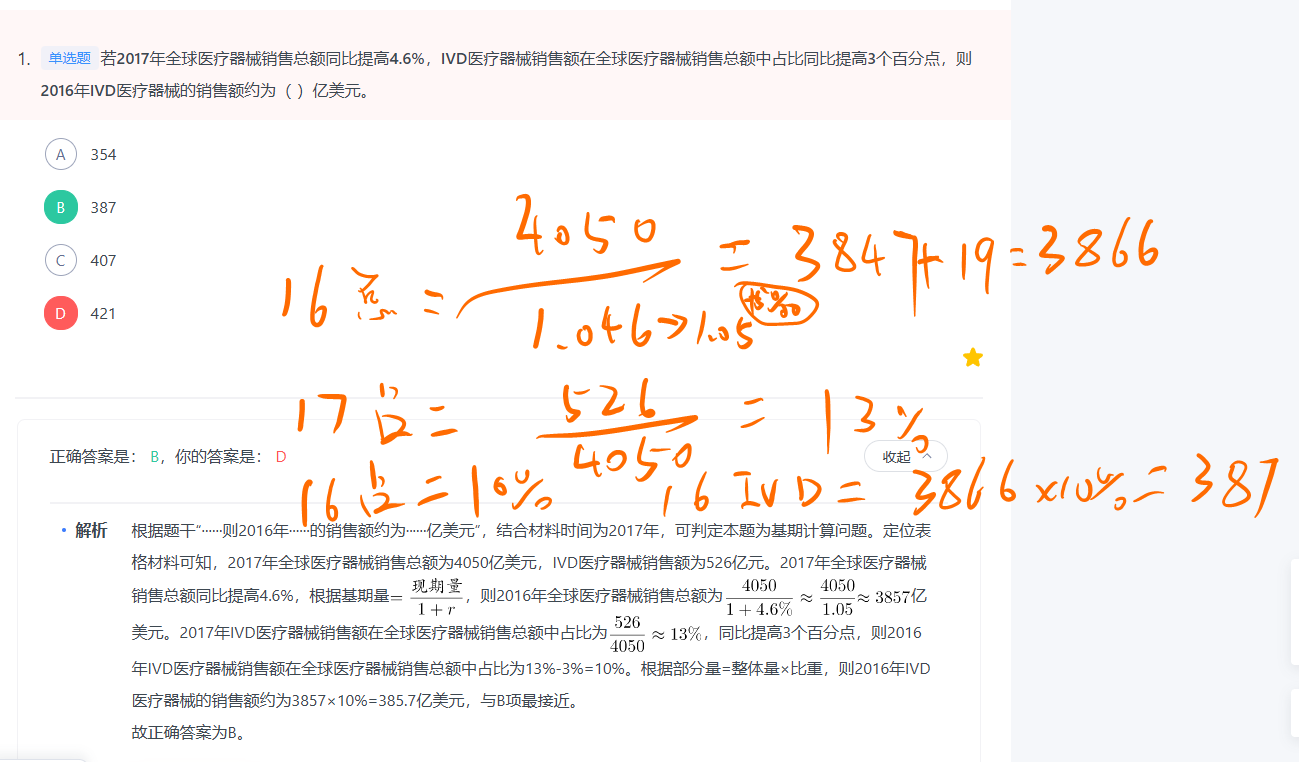 1. 单选题 若2017年全球医疗器械销售总额同比提高4.6%，IVD医疗器械销售额在全球医疗器械销售总额中占比同比提高3个百分点，则
2016年IVD医疗器械的销售额约为（ ）亿美元。
A 354
B 387
C 407
D 421
16总 = 4050/1.046→1.05 = 3847+19=3866
17占 = 526/4050 = 13%
16占=10% 16 IVD = 3866×10%=387
正确答案是： B，你的答案是： D
收起
解析 根据题干“······则2016年······的销售额约为······亿美元”，结合材料时间为2017年，可判定本题为基期计算问题。定位表
格材料可知，2017年全球医疗器械销售总额为4050亿美元，IVD医疗器械销售额为526亿元。2017年全球医疗器械
销售总额同比提高4.6%，根据基期量= 现期量/1+r，则2016年全球医疗器械销售总额为 4050/1+4.6% ≈ 4050/1.05 ≈ 3857亿
美元。2017年IVD医疗器械销售额在全球医疗器械销售总额中占比为 526/4050 ≈ 13%，同比提高3个百分点，则2016
年IVD医疗器械销售额在全球医疗器械销售总额中占比为13%-3%=10%。根据部分量=整体量×比重，则2016年IVD
医疗器械的销售额约为3857×10%=385.7亿美元，与B项最接近。
故正确答案为B。